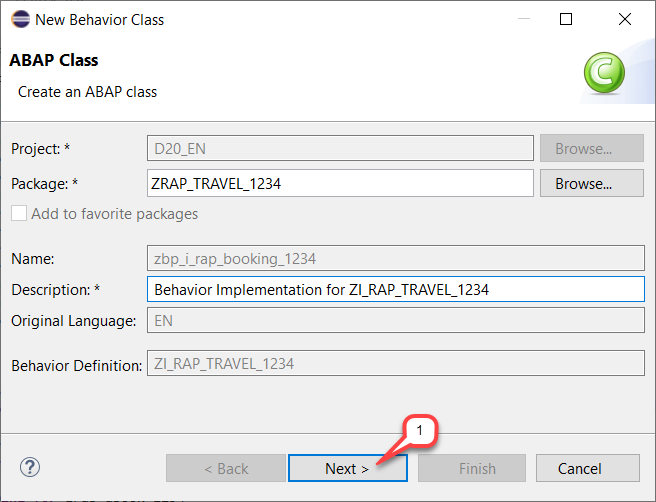 New Behavior Class
ABAP Class
Create an ABAP class
C
Project: * D20_EN Browse...
Package: * ZRAP_TRAVEL_1234 Browse...
Add to favorite packages
Name: zbp_i_rap_booking_1234
Description: * Behavior Implementation for ZI_RAP_TRAVEL_1234
Original Language: EN
Behavior Definition: ZI_RAP_TRAVEL_1234
1
? < Back Next > Finish Cancel